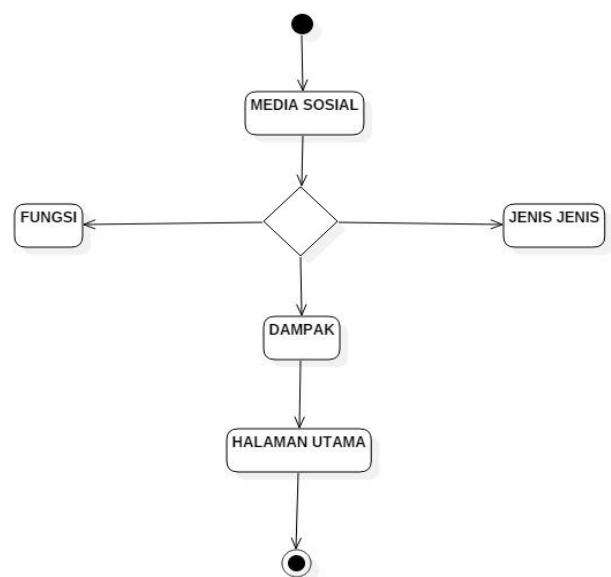 MEDIA SOSIAL
FUNGSI
JENIS JENIS
DAMPAK
HALAMAN UTAMA